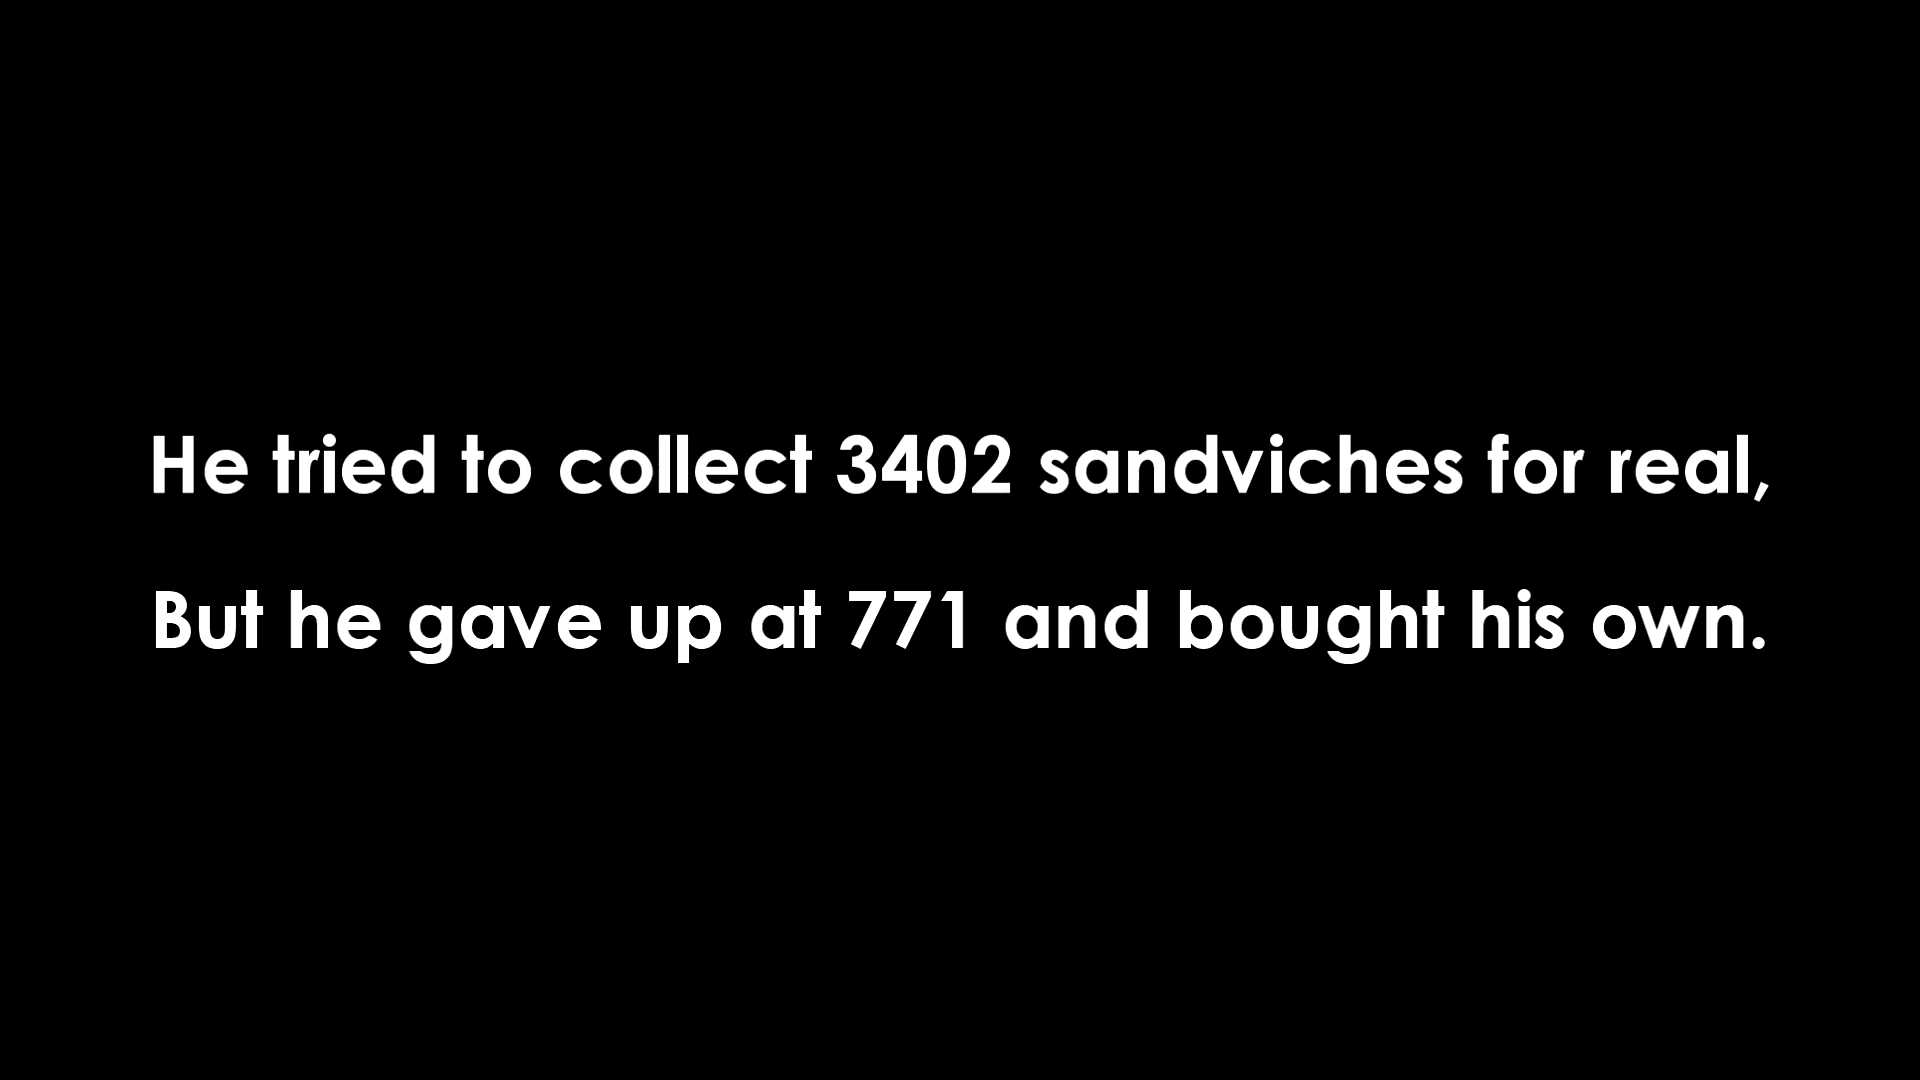 He tried to collect 3402 sandviches for real,
But he gave up at 771 and bought his own.